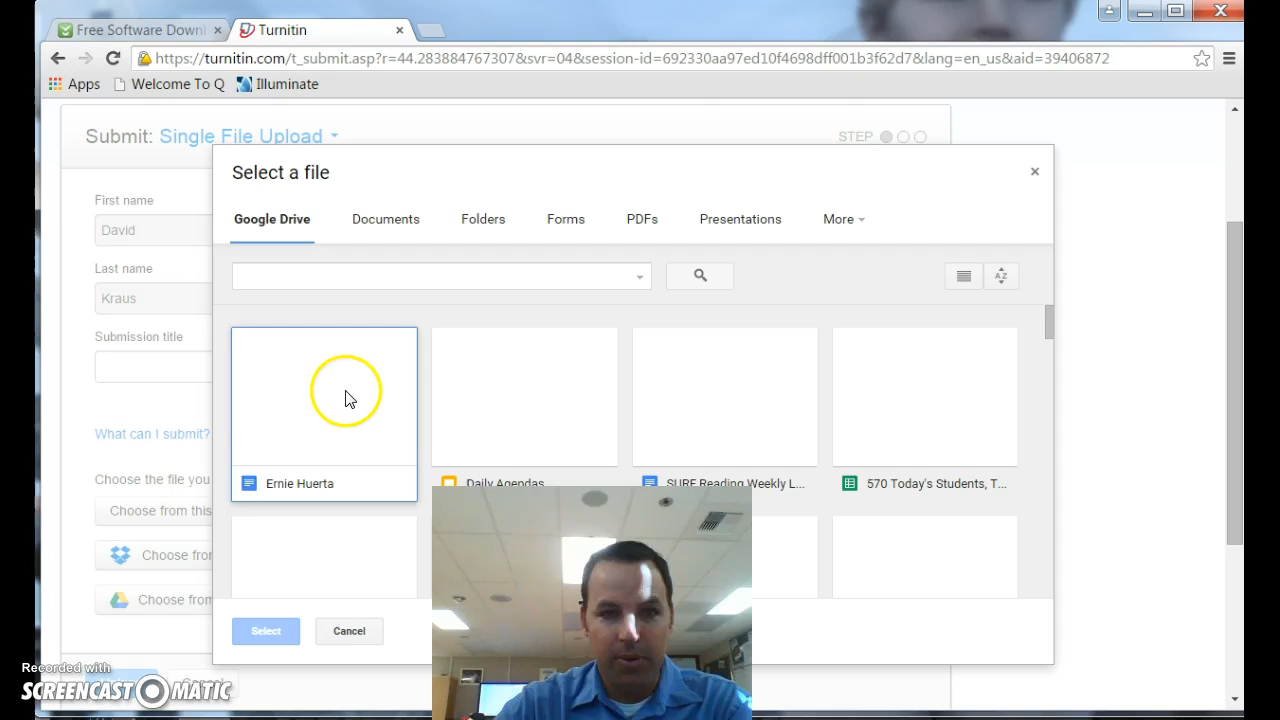 Free Software Downl
Turnitin
https://turnitin.com/t_submit.asp?r=44.283884767307&svr=04&session-id=692330aa97ed10f4698dff001b3f62d7&lang=en_us&aid=39406872
Apps Welcome To Q Illuminate
Submit: Single File Upload
STEP
First name
David
Last name
Kraus
Submission title
What can I submit?
Choose the file you
Choose from this
Choose from
Choose from
Select a file
Google Drive Documents Folders Forms PDFs Presentations More
Ernie Huerta
Daily Agendas
SURF Reading Weekly L...
570 Today's Students, T...
Select Cancel
Recorded with
SCREENCAST MATIC